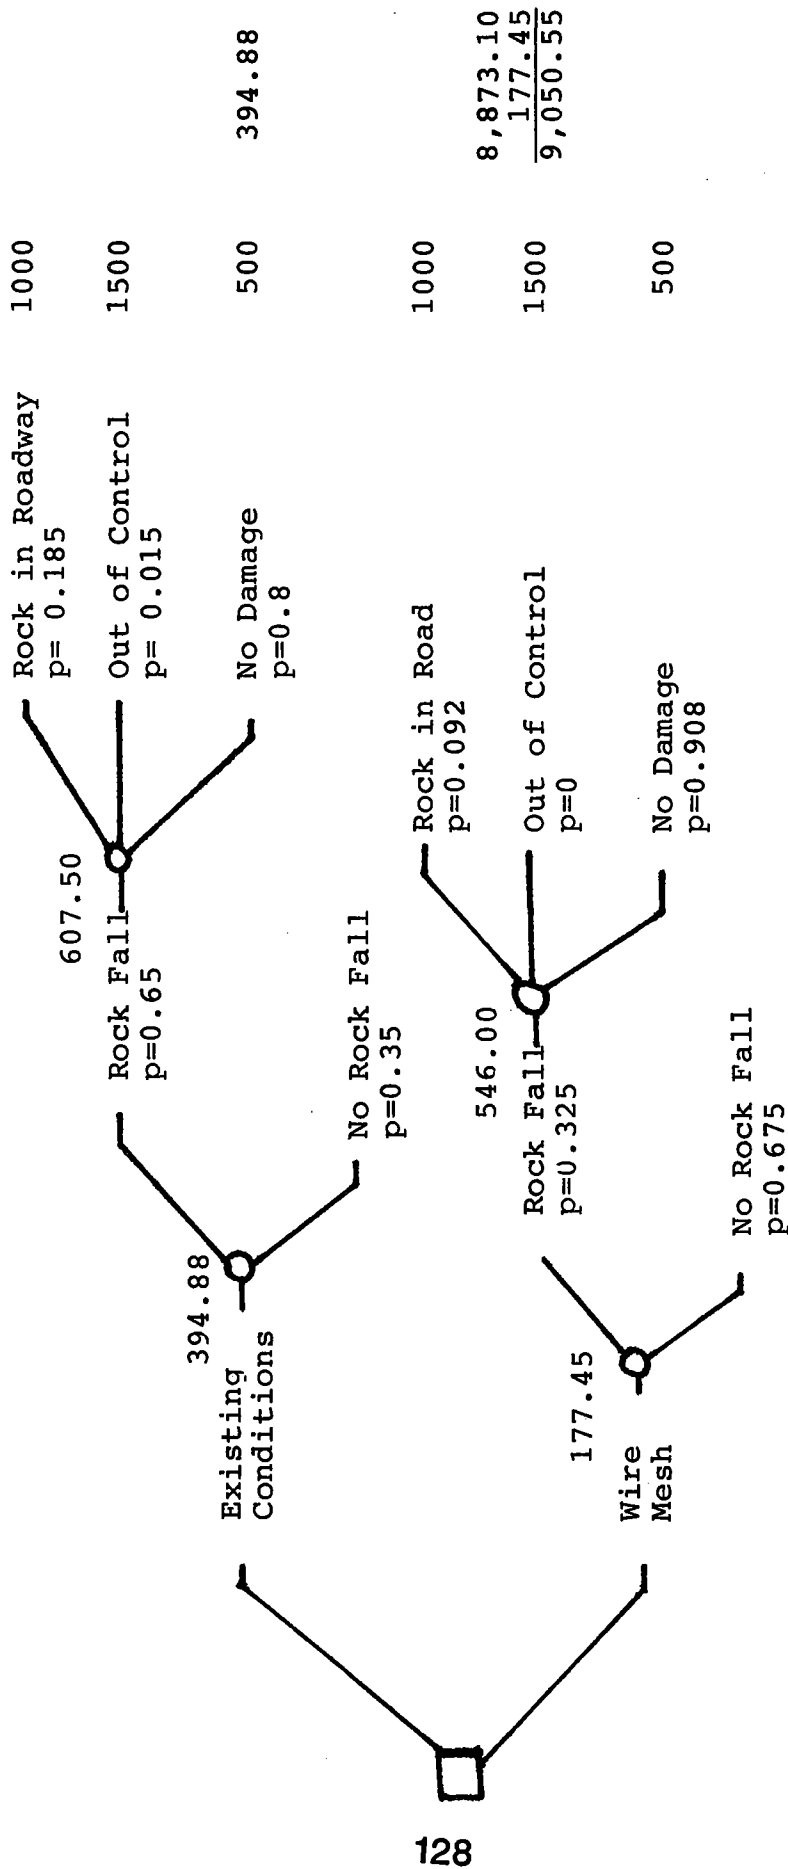 1000
Rock in Roadway
p= 0.185
607.50
1500
Rock Fall
p=0.65
Out of Control
p= 0.015
394.88
500
394.88
Existing
Conditions
No Damage
p=0.8
No Rock Fall
p=0.35
1000
Rock in Road
p=0.092
546.00
8,873.10
177.45
9,050.55
1500
Rock Fall
p=0.325
Out of Control
p=0
177.45
500
Wire
Mesh
No Damage
p=0.908
No Rock Fall
p=0.675
128